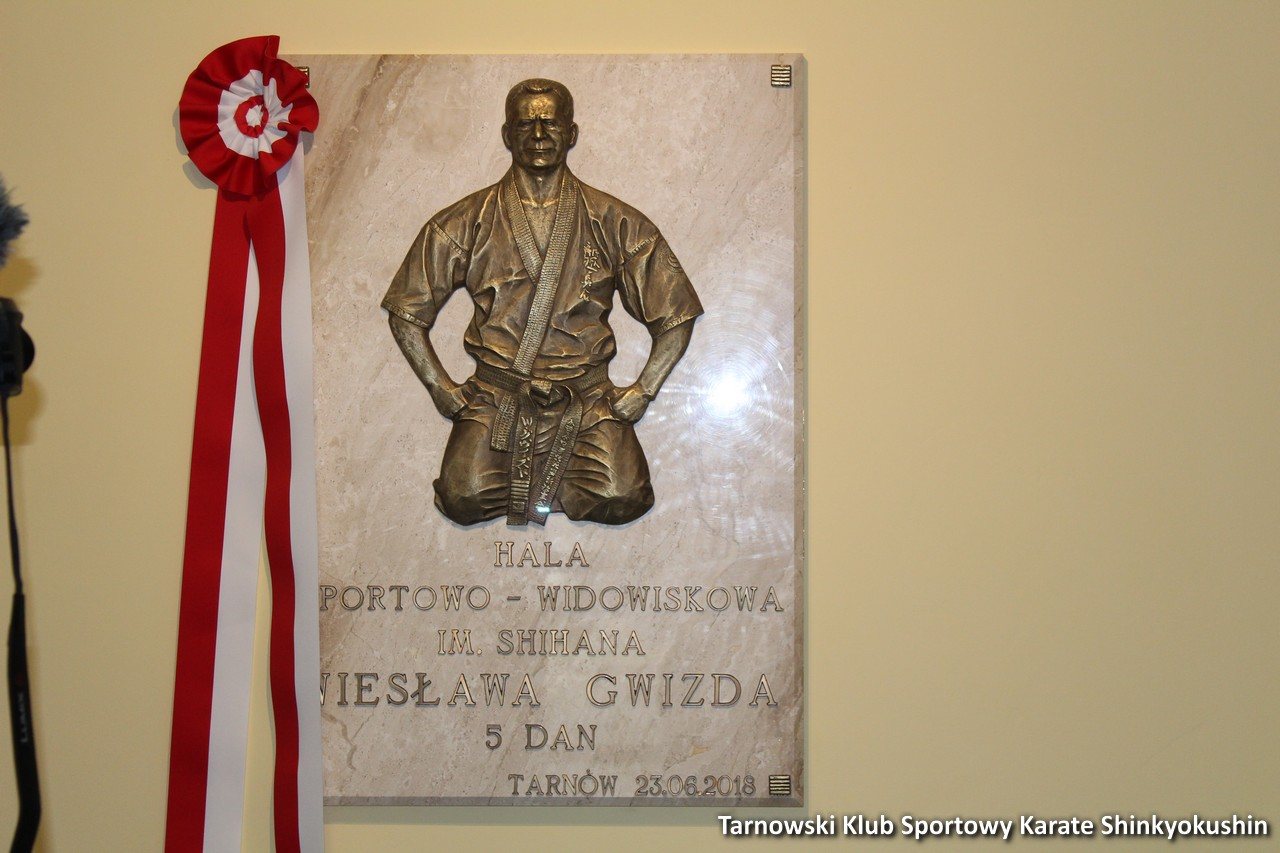 HALA
PORTOWO - WIDOWISKOWA
IM. SHIHANA
WIESŁAWA GWIZDA
5 DAN
TARNÓW 23.06.2018
Tarnowski Klub Sportowy Karate Shinkyokushin